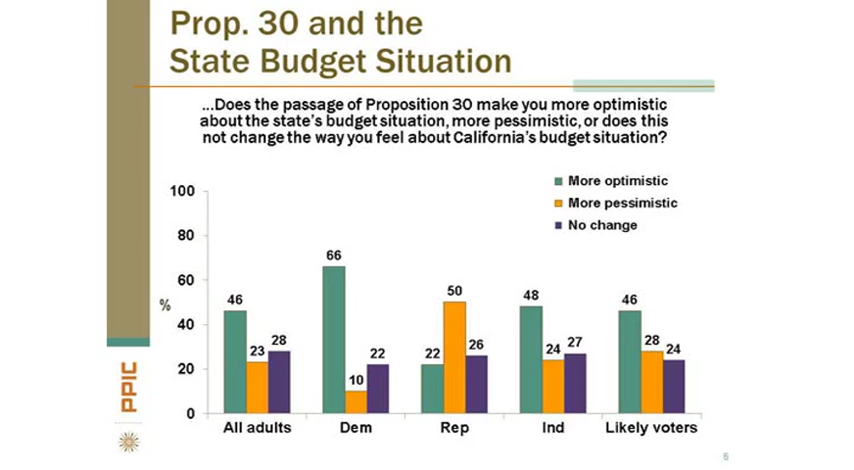 Prop. 30 and the
State Budget Situation
...Does the passage of Proposition 30 make you more optimistic
about the state's budget situation, more pessimistic, or does this
not change the way you feel about California's budget situation?
More optimistic
More pessimistic
No change
100
80
60
40
20
0
%
46
23
28
66
10
22
22
50
26
48
24
27
46
28
24
All adults
Dem
Rep
Ind
Likely voters
PPIC
6